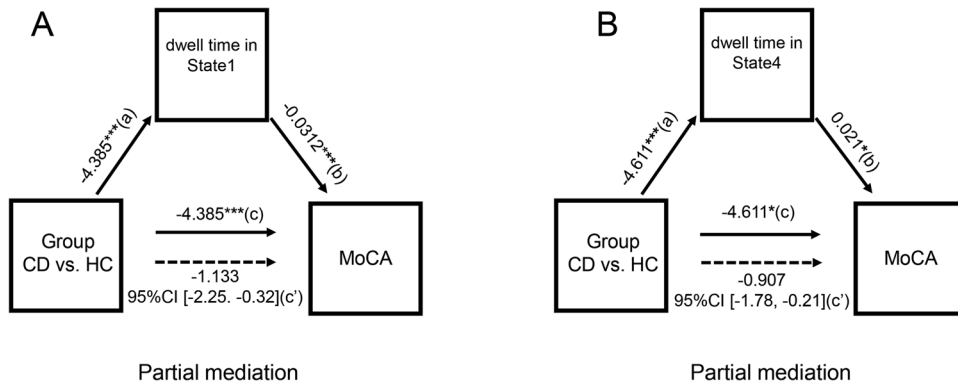 A
dwell time in
State1
-4.385***(a)
-0.0312***(b)
Group
CD vs. HC
-4.385***(c)
-1.133
95%CI [-2.25. -0.32](c')
MoCA
Partial mediation
B
dwell time in
State4
-4.611***(a)
0.021*(b)
Group
CD vs. HC
-4.611*(c)
-0.907
95%CI [-1.78, -0.21](c')
MoCA
Partial mediation